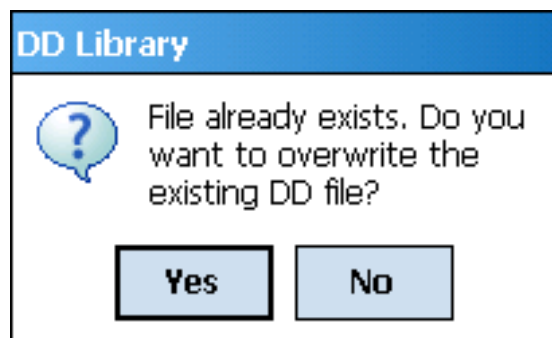 DD Library
File already exists. Do you
want to overwrite the
existing DD file?
Yes
No